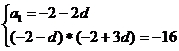 a₁ = −2 − 2d
(−2 − d) * (−2 + 3d) = −16